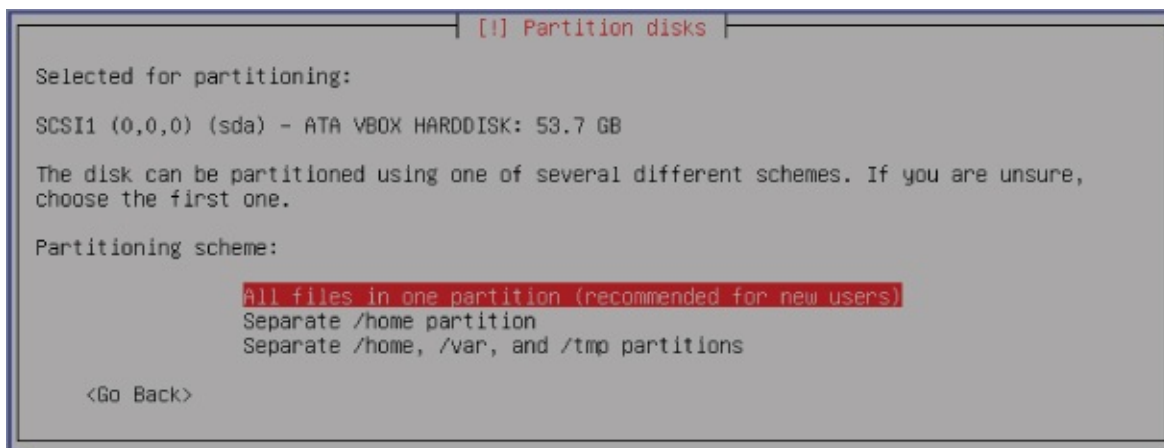 [!] Partition disks
Selected for partitioning:
SCSI1 (0,0,0) (sda) - ATA VBOX HARDDISK: 53.7 GB
The disk can be partitioned using one of several different schemes. If you are unsure,
choose the first one.
Partitioning scheme:
All files in one partition (recommended for new users)
Separate /home partition
Separate /home, /var, and /tmp partitions
<Go Back>